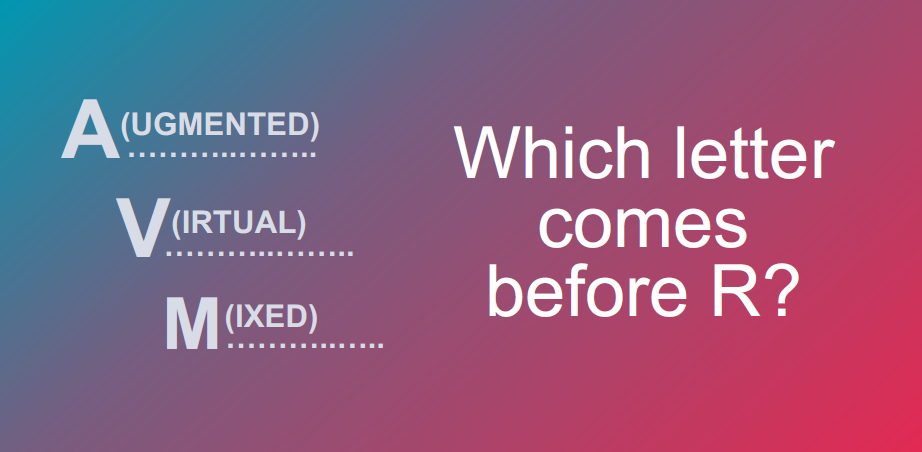 A(UGMENTED)
.....................
V(IRTUAL)
.....................
M(IXED)
.................
Which letter
comes
before R?